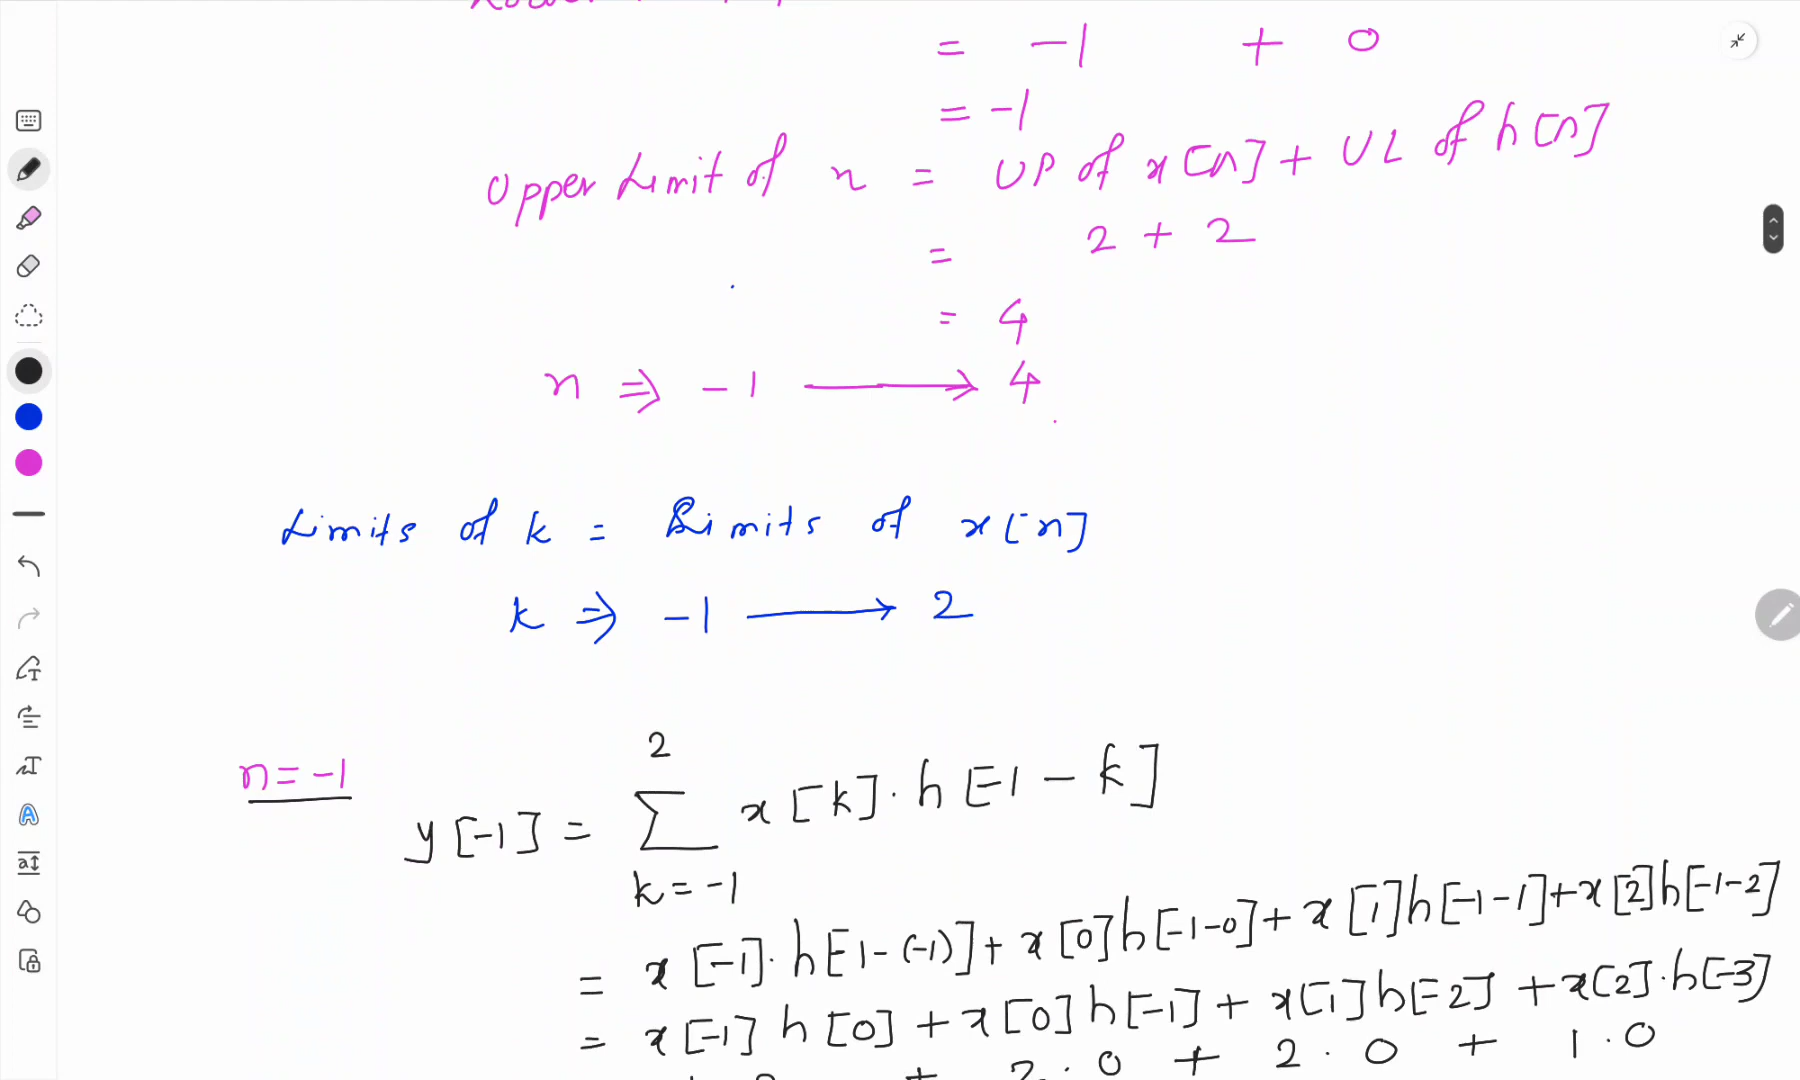 = -1 + 0
= -1
Upper Limit of n = UP of x[n] + UL of h[n]
= 2 + 2
= 4
n ⇒ -1 ⟶ 4
Limits of k = Limits of x[n]
k ⇒ -1 ⟶ 2
n = -1
2
y[-1] = ∑ x[k] · h[-1 - k]
k = -1
= x[-1] · h[-1-(-1)] + x[0]h[-1-0] + x[1]h[-1-1] + x[2]h[-1-2]
= x[-1] h[0] + x[0] h[-1] + x[1] h[-2] + x[2] · h[-3]
+ 2 · 0 + 2 · 0 + 1 · 0